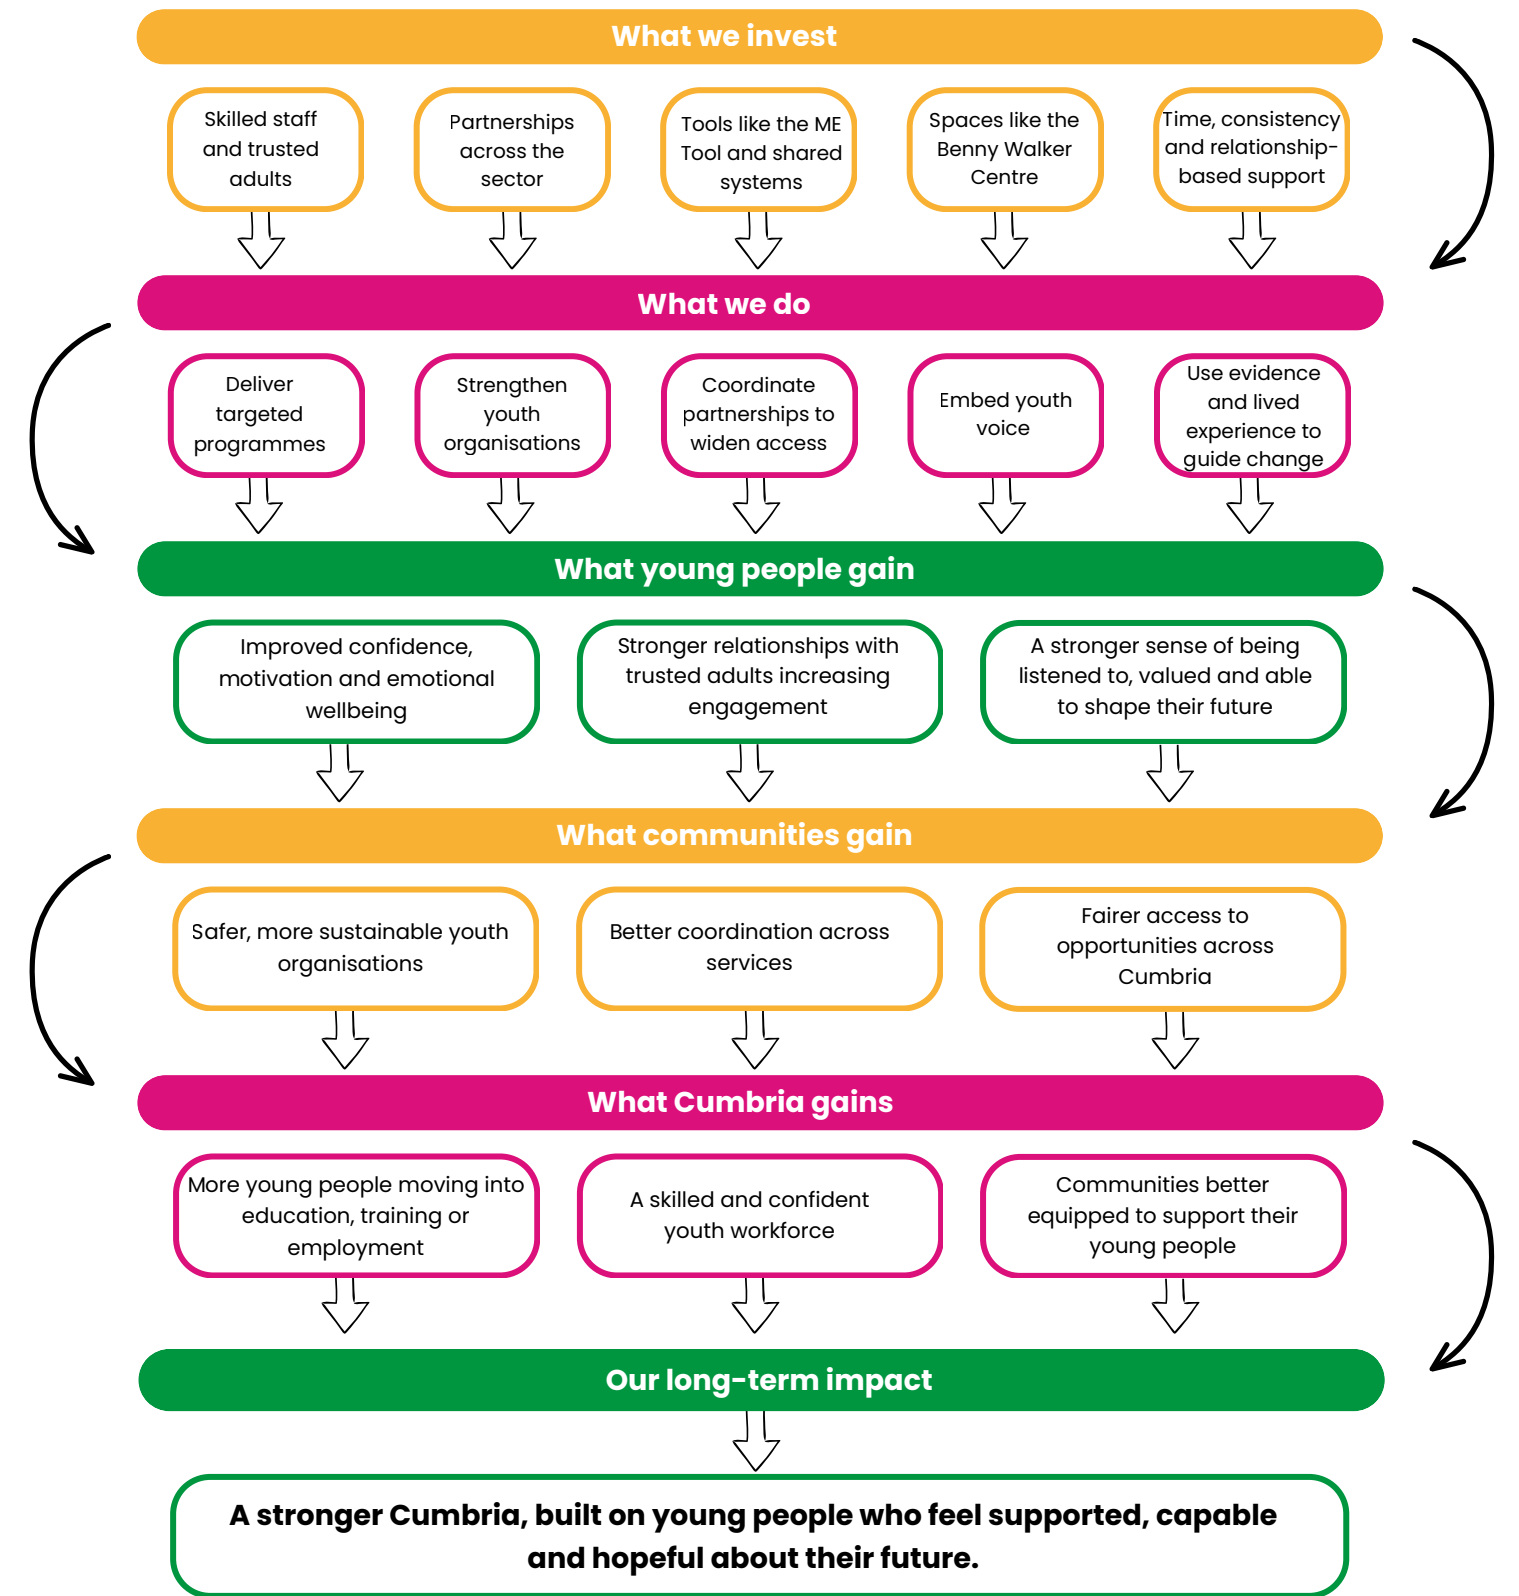 What we invest
Skilled staff
and trusted
adults
Partnerships
across the
sector
Tools like the ME
Tool and shared
systems
Spaces like the
Benny Walker
Centre
Time, consistency
and relationship-
based support
What we do
Deliver
targeted
programmes
Strengthen
youth
organisations
Coordinate
partnerships to
widen access
Embed youth
voice
Use evidence
and lived
experience to
guide change
What young people gain
Improved confidence,
motivation and emotional
wellbeing
Stronger relationships with
trusted adults increasing
engagement
A stronger sense of being
listened to, valued and able
to shape their future
What communities gain
Safer, more sustainable youth
organisations
Better coordination across
services
Fairer access to
opportunities across
Cumbria
What Cumbria gains
More young people moving into
education, training or
employment
A skilled and confident
youth workforce
Communities better
equipped to support their
young people
Our long-term impact
A stronger Cumbria, built on young people who feel supported, capable
and hopeful about their future.